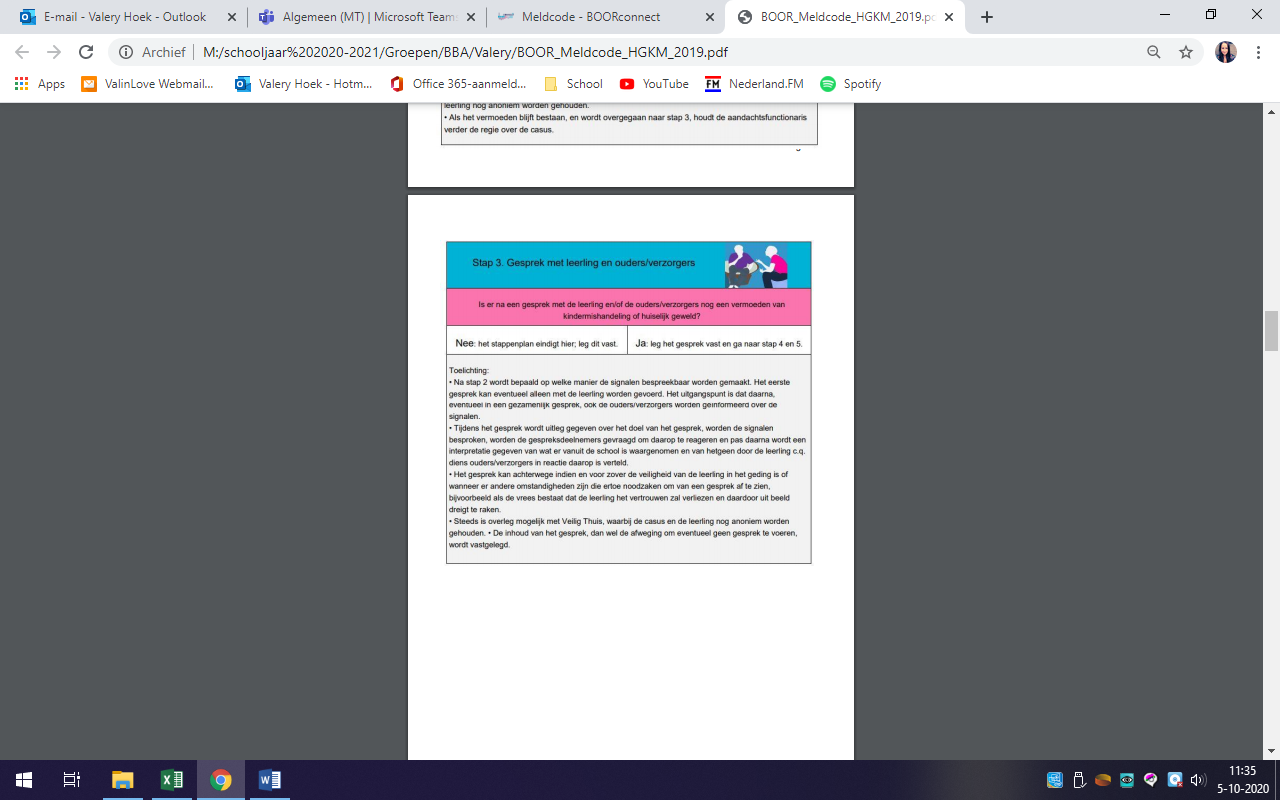 E-mail - Valery Hoek - Outlook
Algemeen (MT) | Microsoft Team
Meldcode - BOORconnect
BOOR_Meldcode_HGKM_2019.p
Archief
M:/schooljaar%202020-2021/Groepen/BBA/Valery/BOOR_Meldcode_HGKM_2019.pdf
Apps
ValinLove Webmail...
Valery Hoek - Hotm...
Office 365-aanmeld...
School
YouTube
FM
Nederland.FM
Spotify
leerling nog anoniem worden gehouden.
• Als het vermoeden blijft bestaan, en wordt overgegaan naar stap 3, houdt de aandachtsfunctionaris
verder de regie over de casus.
Stap 3. Gesprek met leerling en ouders/verzorgers
Is er na een gesprek met de leerling en/of de ouders/verzorgers nog een vermoeden van
kindermishandeling of huiselijk geweld?
Nee: het stappenplan eindigt hier; leg dit vast.
Ja: leg het gesprek vast en ga naar stap 4 en 5.
Toelichting:
• Na stap 2 wordt bepaald op welke manier de signalen bespreekbaar worden gemaakt. Het eerste
gesprek kan eventueel alleen met de leerling worden gevoerd. Het uitgangspunt is dat daarna,
eventueel in een gezamenlijk gesprek, ook de ouders/verzorgers worden geïnformeerd over de
signalen.
• Tijdens het gesprek wordt uitleg gegeven over het doel van het gesprek, worden de signalen
besproken, worden de gespreksdeelnemers gevraagd om daarop te reageren en pas daarna wordt een
interpretatie gegeven van wat er vanuit de school is waargenomen en van hetgeen door de leerling c.q.
diens ouders/verzorgers in reactie daarop is verteld.
• Het gesprek kan achterwege indien en voor zover de veiligheid van de leerling in het geding is of
wanneer er andere omstandigheden zijn die ertoe noodzaken om van een gesprek af te zien,
bijvoorbeeld als de vrees bestaat dat de leerling het vertrouwen zal verliezen en daardoor uit beeld
dreigt te raken.
• Steeds is overleg mogelijk met Veilig Thuis, waarbij de casus en de leerling nog anoniem worden
gehouden. • De inhoud van het gesprek, dan wel de afweging om eventueel geen gesprek te voeren,
wordt vastgelegd.
11:35
5-10-2020